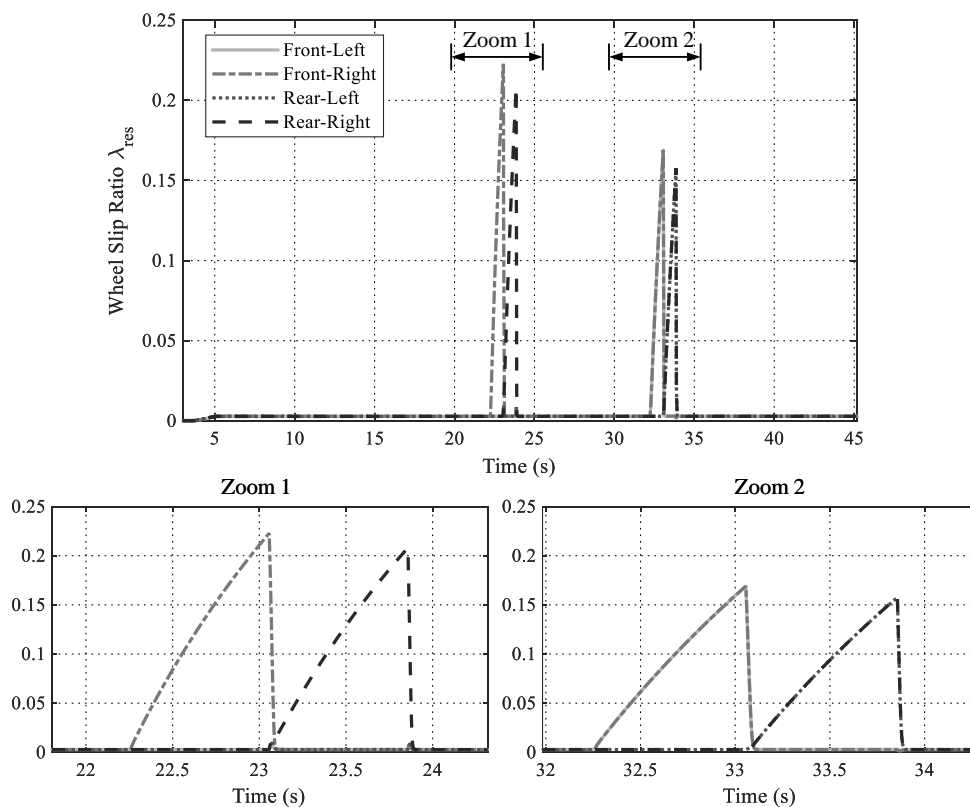 0.25
Zoom 1
Zoom 2
Front-Left
Front-Right
Rear-Left
Rear-Right
0.2
0.15
0.1
0.05
0
Wheel Slip Ratio λres
5 10 15 20 25 30 35 40 45
Time (s)
Zoom 1
0.25
0.2
0.15
0.1
0.05
0
22 22.5 23 23.5 24
Time (s)
Zoom 2
0.25
0.2
0.15
0.1
0.05
0
32 32.5 33 33.5 34
Time (s)